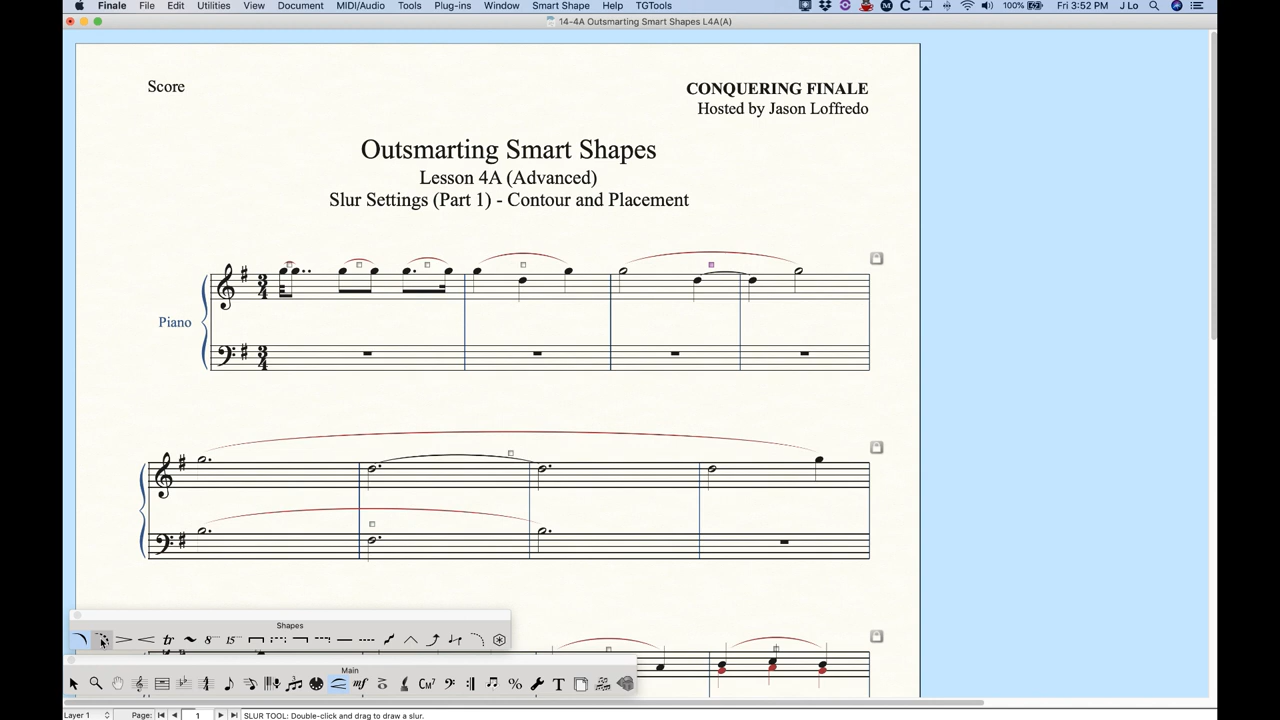 Finale File Edit Utilities View Document MIDI/Audio Tools Plug-ins Window Smart Shape Help TGTools 100% Fri 3:52 PM J Lo
14-4A Outsmarting Smart Shapes L4A(A)
Score
CONQUERING FINALE
Hosted by Jason Loffredo
Outsmarting Smart Shapes
Lesson 4A (Advanced)
Slur Settings (Part 1) - Contour and Placement
Piano
Shapes
Main
Layer 1 Page: 1 SLUR TOOL: Double-click and drag to draw a slur.